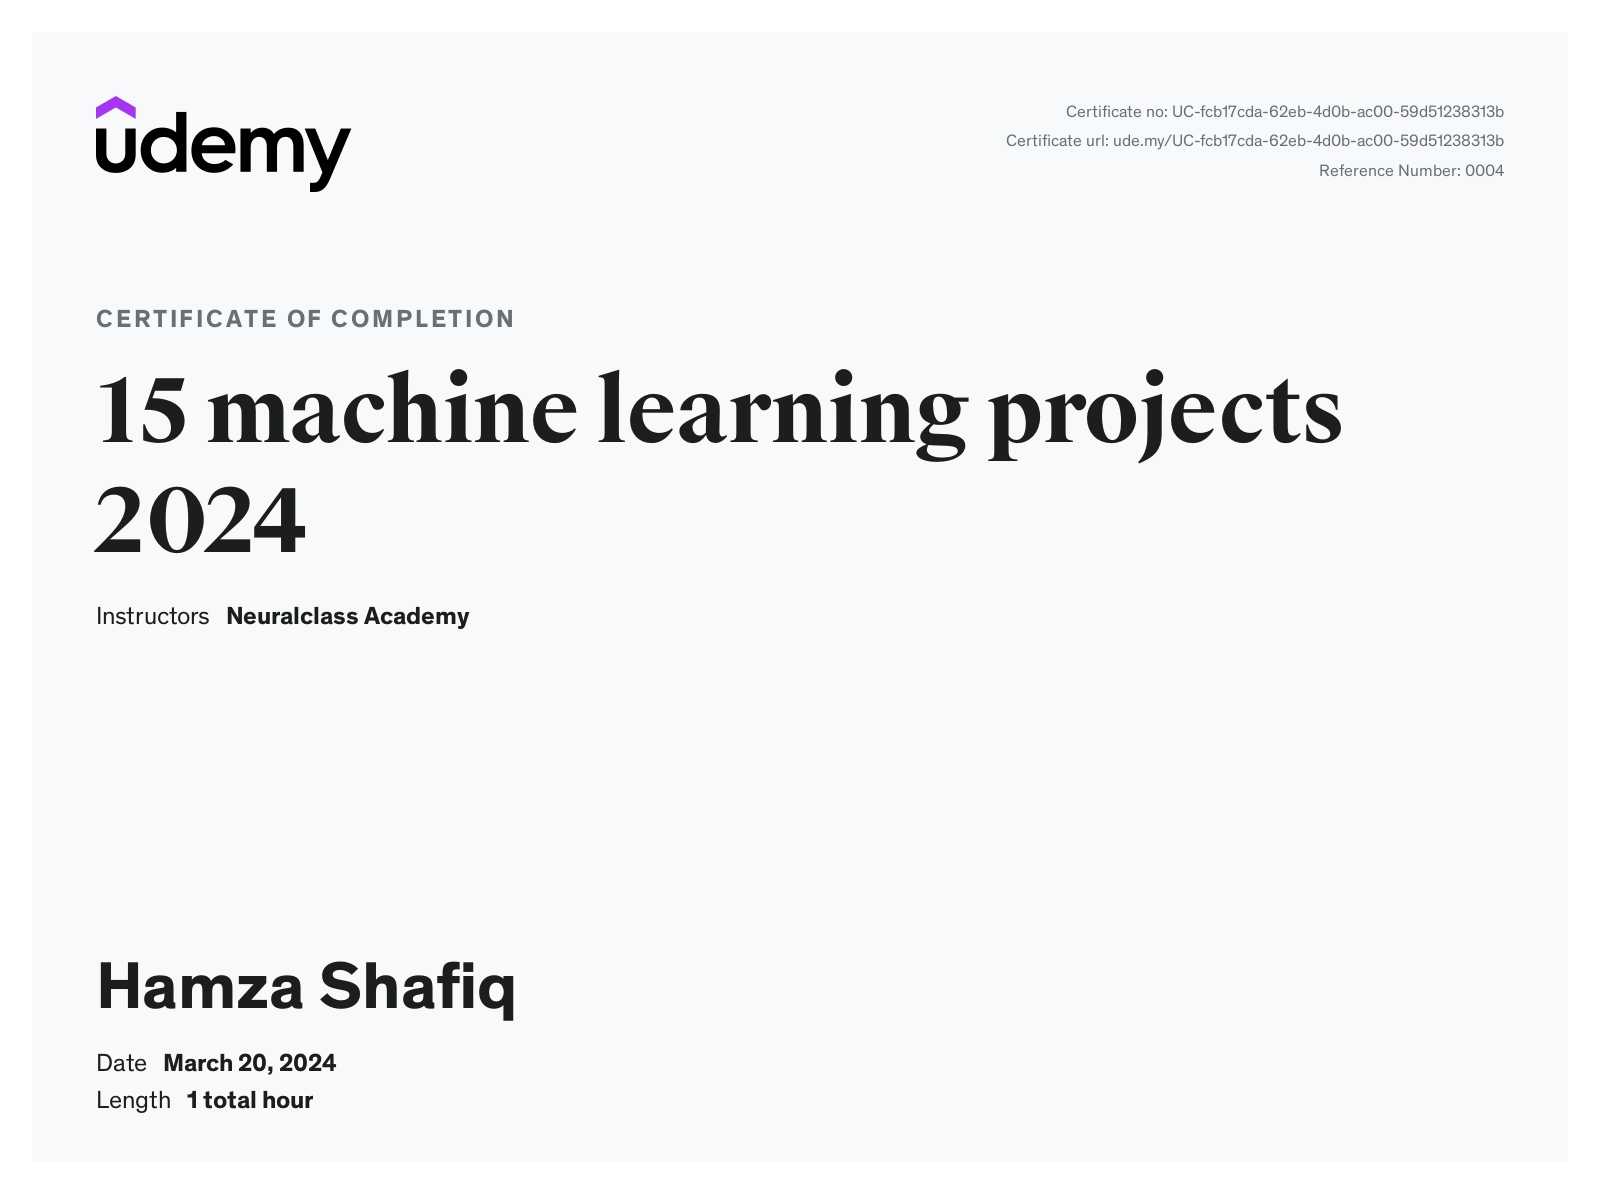 udemy
Certificate no: UC-fcb17cda-62eb-4d0b-ac00-59d51238313b
Certificate url: ude.my/UC-fcb17cda-62eb-4d0b-ac00-59d51238313b
Reference Number: 0004
CERTIFICATE OF COMPLETION
15 machine learning projects
2024
Instructors Neuralclass Academy
Hamza Shafiq
Date March 20, 2024
Length 1 total hour